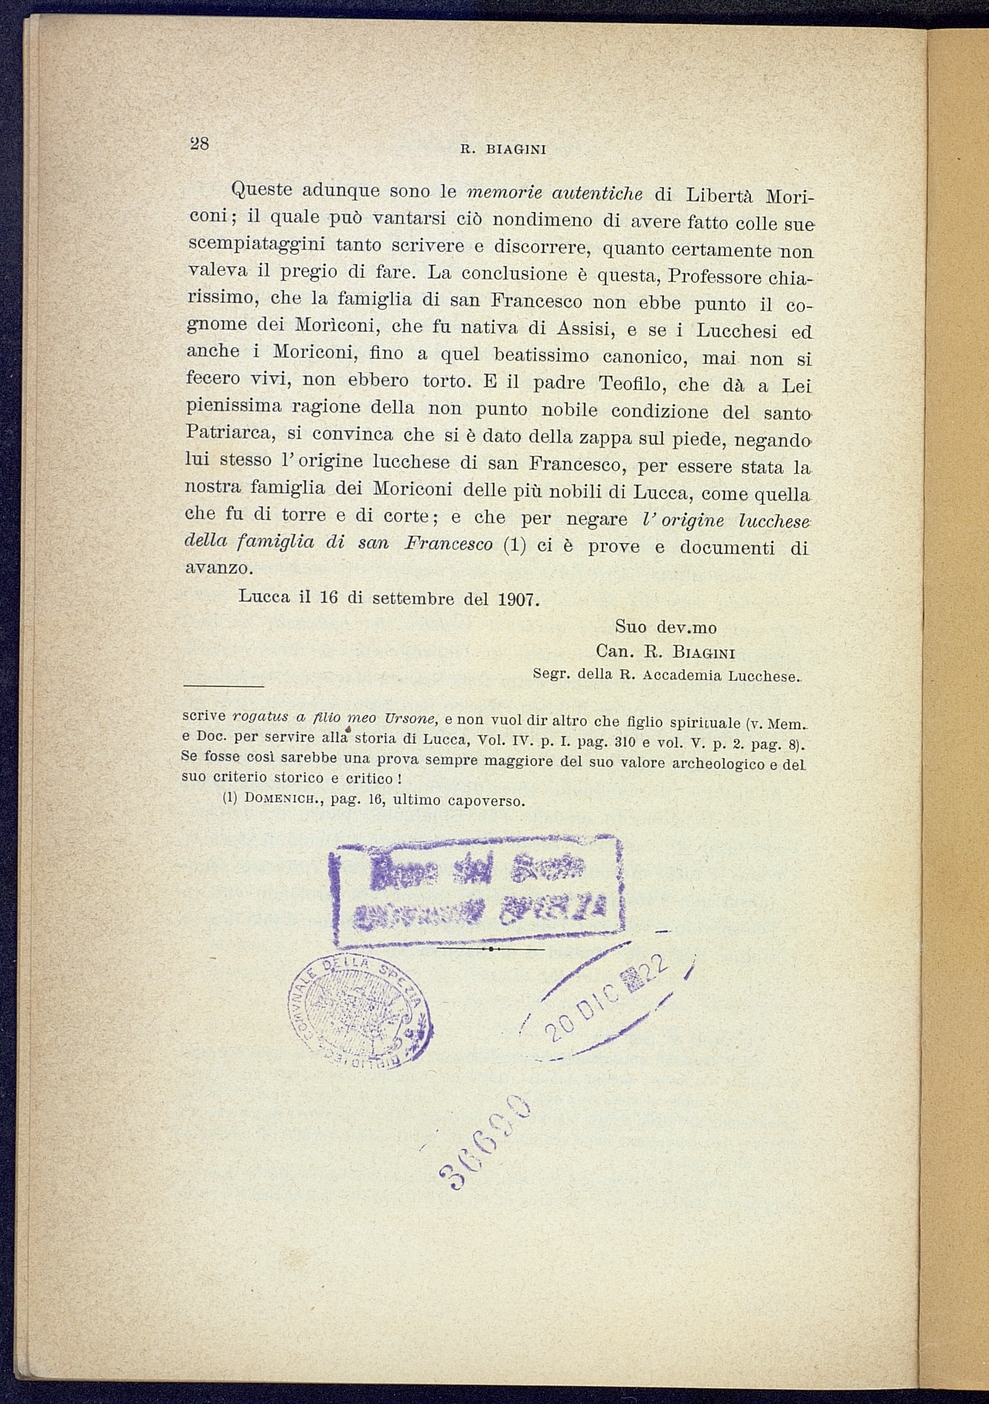 28
R. BIAGINI
Queste adunque sono le memorie autentiche di Libertà Mori-
coni; il quale può vantarsi ciò nondimeno di avere fatto colle sue
scempiataggini tanto scrivere e discorrere, quanto certamente non
valeva il pregio di fare. La conclusione è questa, Professore chia-
rissimo, che la famiglia di san Francesco non ebbe punto il co-
gnome dei Moriconi, che fu nativa di Assisi, e se i Lucchesi ed
anche i Moriconi, fino a quel beatissimo canonico, mai non si
fecero vivi, non ebbero torto. E il padre Teofilo, che dà a Lei
pienissima ragione della non punto nobile condizione del santo
Patriarca, si convinca che si è dato della zappa sul piede, negando
lui stesso l'origine lucchese di san Francesco, per essere stata la
nostra famiglia dei Moriconi delle più nobili di Lucca, come quella
che fu di torre e di corte; e che per negare l'origine lucchese
della famiglia di san Francesco (1) ci è prove e documenti di
avanzo.
Lucca il 16 di settembre del 1907.
Suo dev.mo
Can. R. BIAGINI
Segr. della R. Accademia Lucchese.
scrive rogatus a filio meo Ursone, e non vuol dir altro che figlio spirituale (v. Mem.
e Doc. per servire alla storia di Lucca, Vol. IV. p. I. pag. 310 e vol. V. p. 2. pag. 8).
Se fosse così sarebbe una prova sempre maggiore del suo valore archeologico e del
suo criterio storico e critico!
(1) DOMENICH., pag. 16, ultimo capoverso.
BIBLIOTECA COMVNALE DELLA SPEZIA
20 DIC 22
36690